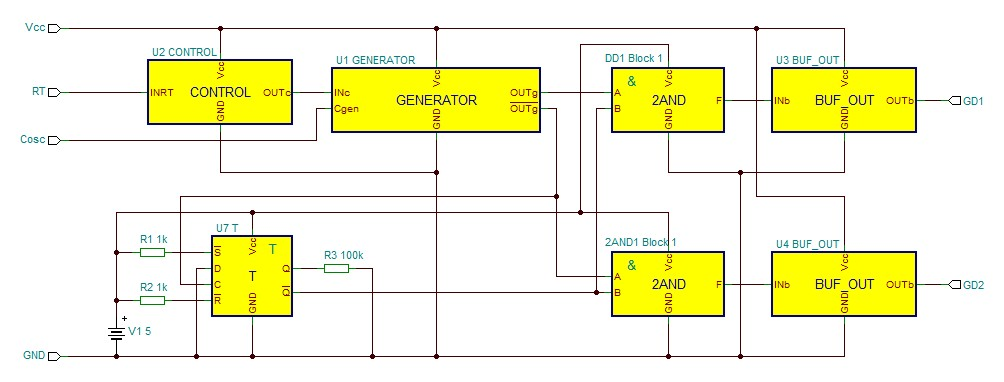 Vcc
U2 CONTROL
Vcc
RT
INRT
CONTROL
OUTc
GND
Cosc
U1 GENERATOR
Vcc
INc
Cgen
GENERATOR
OUTg
OUTg
GND
DD1 Block 1
Vcc
&
A
B
2AND
F
GND
U3 BUF_OUT
Vcc
INb
BUF_OUT
OUTb
GNDI
GD1
U7 T
R1 1k
S
Vcc
T
D
T
Q
R3 100k
C
R2 1k
R
Q
GND
V1 5
+
GND
2AND1 Block 1
Vcc
&
A
B
2AND
F
GND
U4 BUF_OUT
Vcc
INb
BUF_OUT
OUTb
GNDI
GD2